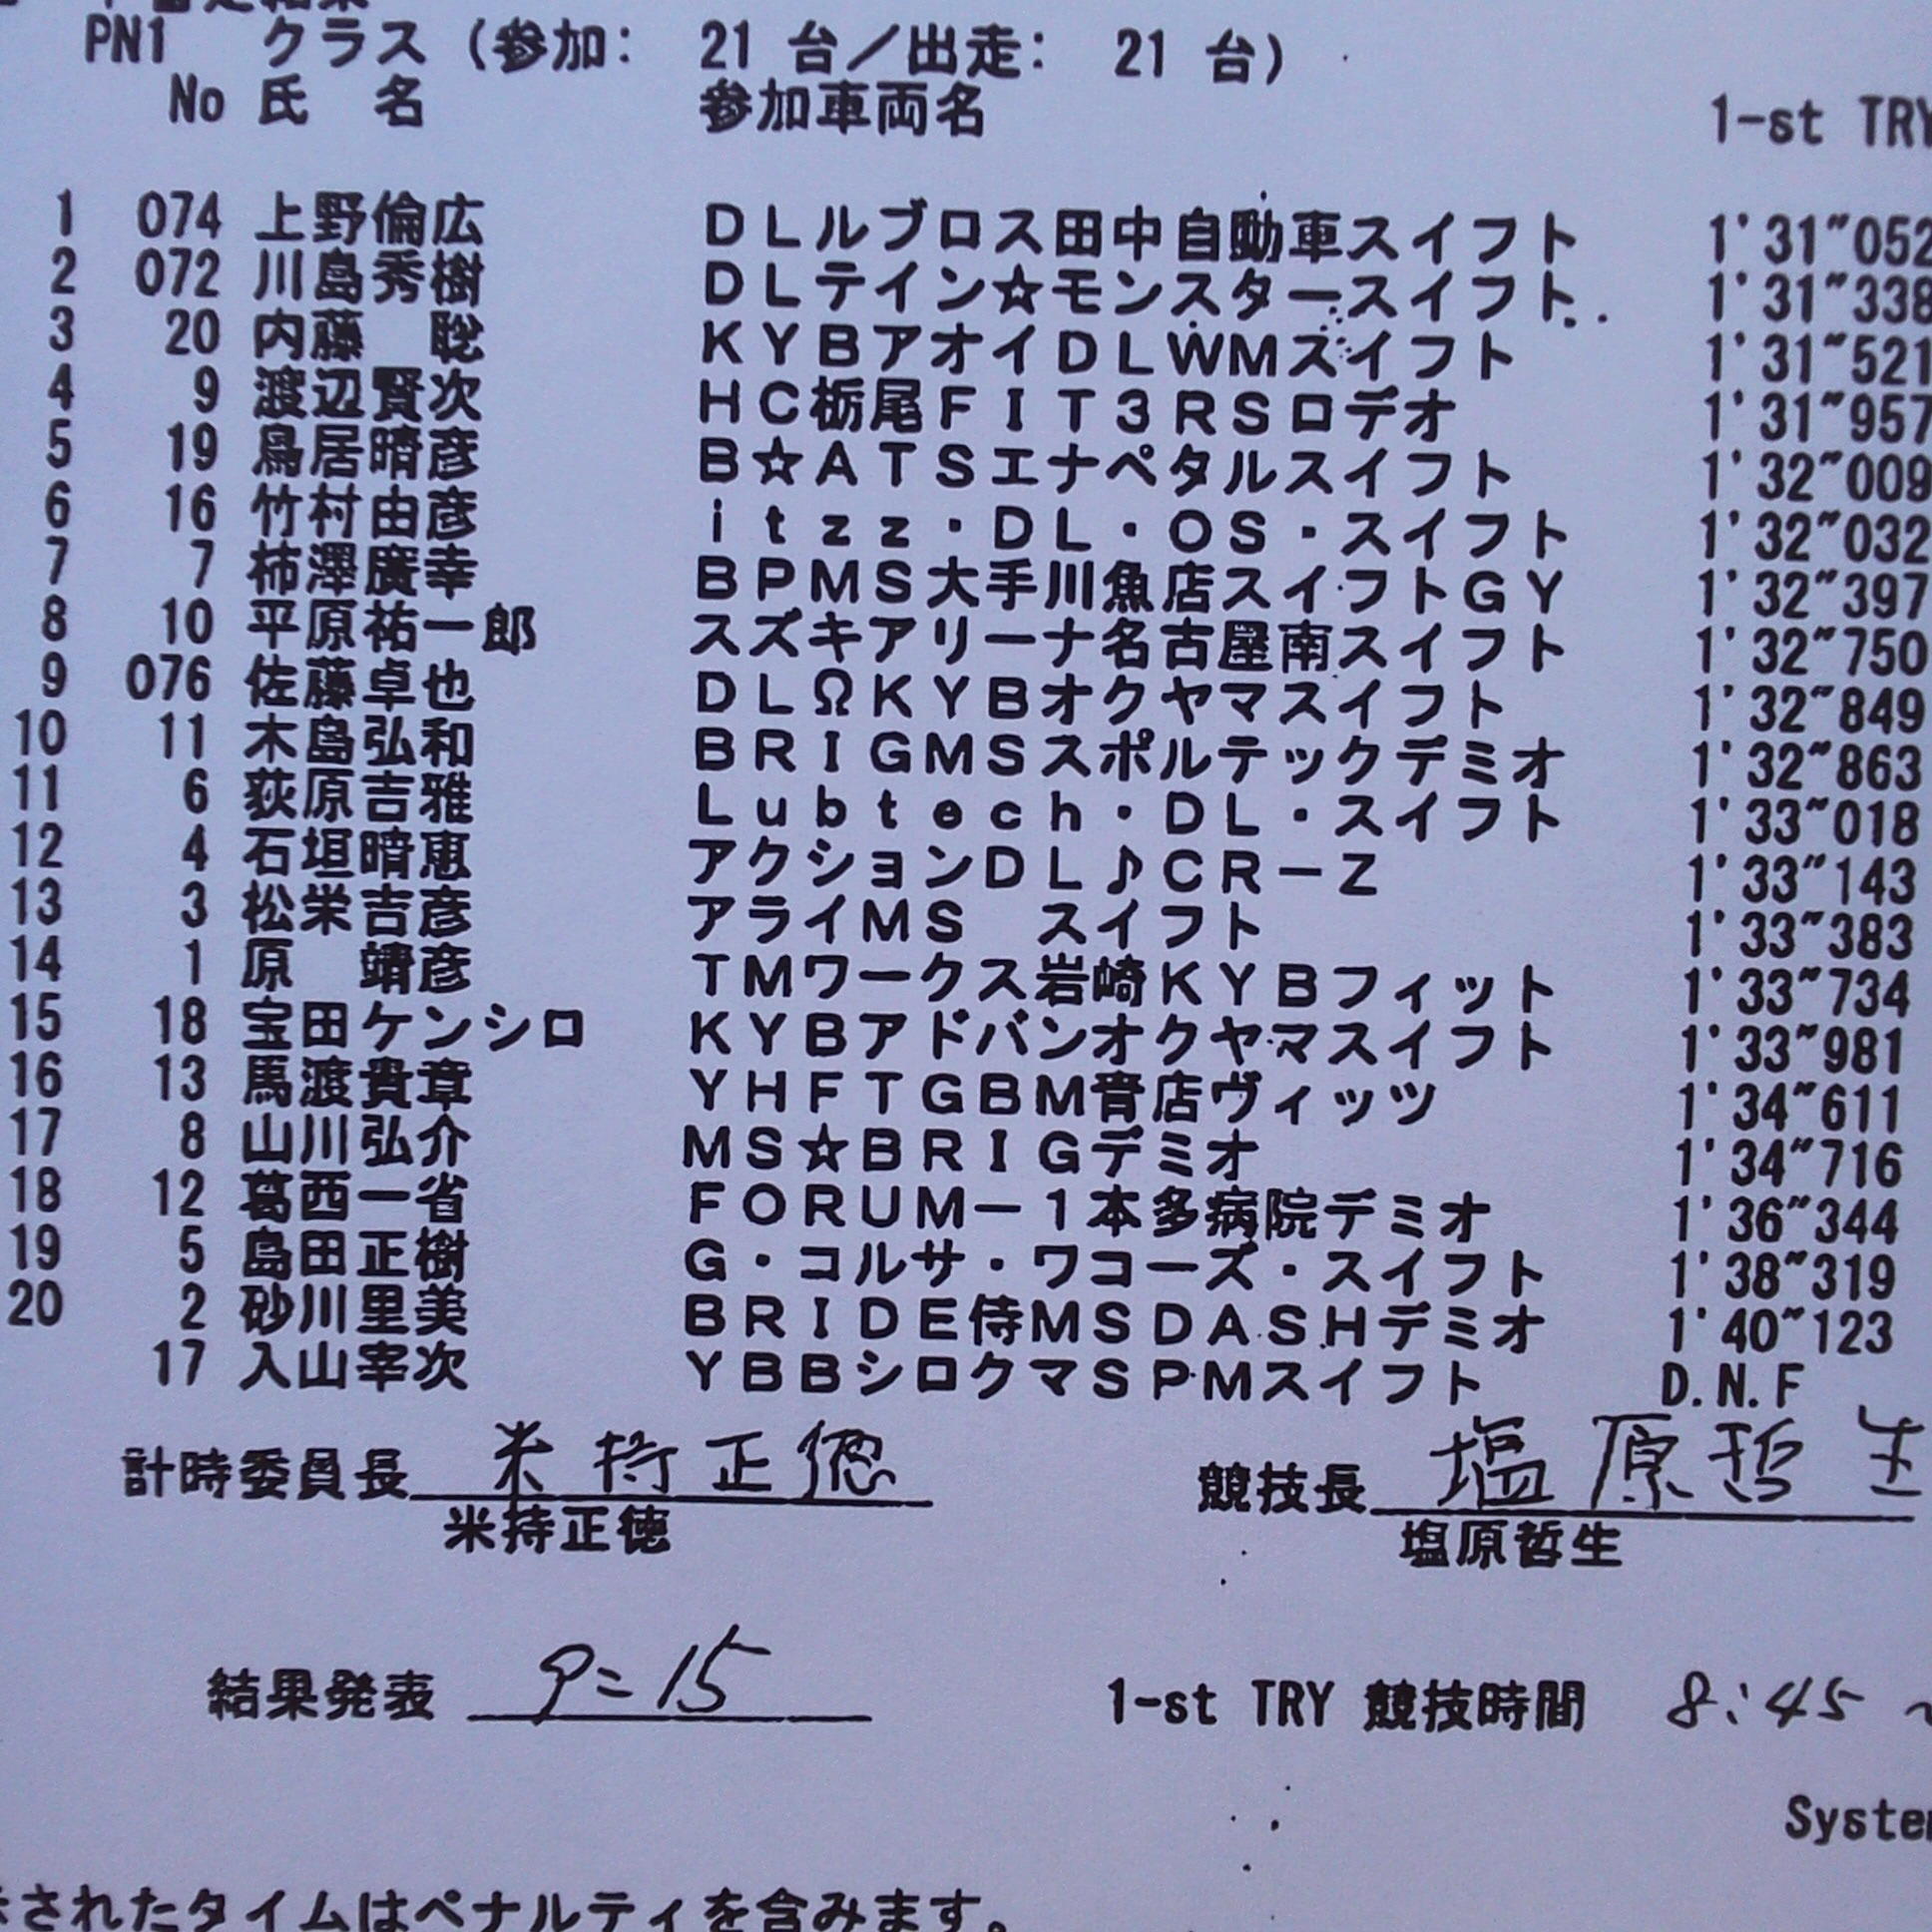 PN1 クラス (参加: 21 台/出走: 21 台)
No 氏 名 参加車両名 1-st TRY
1 074 上野倫広 DLルブロス田中自動車スイフト 1'31"052
2 072 川島秀樹 DLテイン☆モンスタースイフト 1'31"338
3 20 内藤 聡 KYBアオイDLWMスイフト 1'31"521
4 9 渡辺賢次 HC栃尾FIT3RSロデオ 1'31"957
5 19 鳥居晴彦 B☆ATSエナペタルスイフト 1'32"009
6 16 竹村由彦 itzz・DL・OS・スイフト 1'32"032
7 7 柿澤廣幸 BPMS大手川魚店スイフトGY 1'32"397
8 10 平原祐一郎 スズキアリーナ名古屋南スイフト 1'32"750
9 076 佐藤卓也 DLΩKYBオクヤマスイフト 1'32"849
10 11 木島弘和 BRIGMSスポルテックデミオ 1'32"863
11 6 荻原吉雅 Lubtech・DL・スイフト 1'33"018
12 4 石垣晴恵 アクションDL♪CR-Z 1'33"143
13 3 松栄吉彦 アライMS スイフト 1'33"383
14 1 原 靖彦 TMワークス岩崎KYBフィット 1'33"734
15 18 宝田ケンシロ KYBアドバンオクヤマスイフト 1'33"981
16 13 馬渡貴章 YHFTGBM音店ヴィッツ 1'34"611
17 8 山川弘介 MS☆BRIGデミオ 1'34"716
18 12 葛西一省 FORUM-1本多病院デミオ 1'36"344
19 5 島田正樹 G・コルサ・ワコーズ・スイフト 1'38"319
20 2 砂川里美 BRIDE侍MSDASHデミオ 1'40"123
17 入山宰次 YBBシロクマSPMスイフト D.N.F
計時委員長 米持正徳 競技長 塩原哲生
米持正徳 塩原哲生
結果発表 9=15 1-st TRY 競技時間 8:45 ~
System
されたタイムはペナルティを含みます。